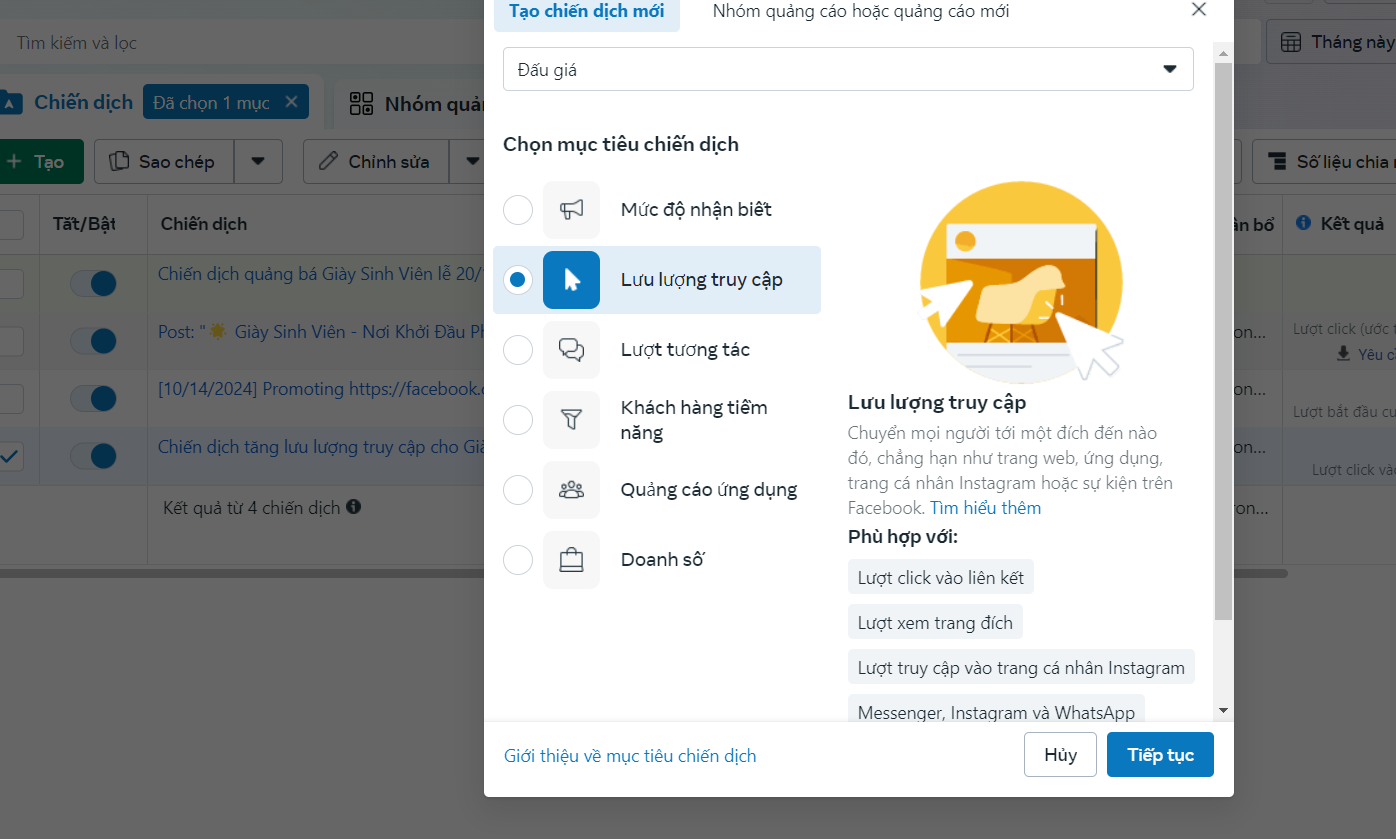 Tạo chiến dịch mới
Nhóm quảng cáo hoặc quảng cáo mới
Tìm kiếm và lọc
Tháng này
Đấu giá
Chiến dịch
Đã chọn 1 mục
Nhóm quản
Chọn mục tiêu chiến dịch
Tạo
Sao chép
Chỉnh sửa
Số liệu chia
Tắt/Bật
Chiến dịch
Mức độ nhận biết
ân bổ
Kết quả
Chiến dịch quảng bá Giày Sinh Viên lễ 20/
Lưu lượng truy cập
Post: "☀️ Giày Sinh Viên - Nơi Khởi Đầu
on...
Lượt click (ước
Yêu
Lượt tương tác
[10/14/2024] Promoting https://facebook.
on...
Lượt bắt đầu
Khách hàng tiềm
năng
Chiến dịch tăng lưu lượng truy cập cho
on...
Lượt click
Quảng cáo ứng dụng
Kết quả từ 4 chiến dịch
ron...
Doanh số
Lưu lượng truy cập
Chuyển mọi người tới một đích đến nào
đó, chẳng hạn như trang web, ứng dụng,
trang cá nhân Instagram hoặc sự kiện trên
Facebook. Tìm hiểu thêm
Phù hợp với:
Lượt click vào liên kết
Lượt xem trang đích
Lượt truy cập vào trang cá nhân Instagram
Messenger, Instagram và WhatsApp
Giới thiệu về mục tiêu chiến dịch
Hủy
Tiếp tục